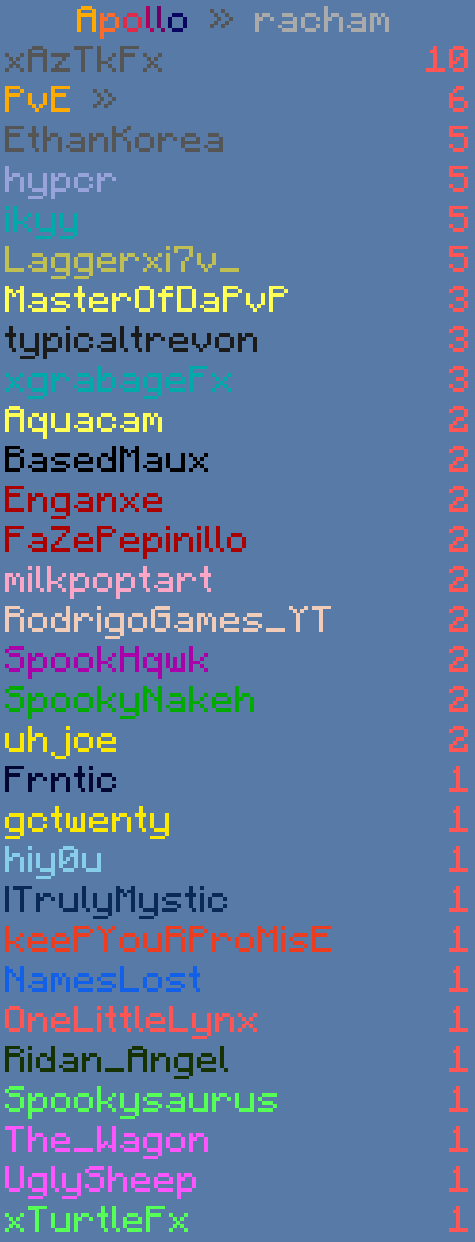 Apollo » racham
xAzTkFx 10
PvE » 6
EthanKorea 5
hypcr 5
ikyy 5
Laggerxi7v_ 5
MasterOfDaPvP 3
typicaltrevon 3
xgrabageFx 3
Aquacam 2
BasedMaux 2
Enganxe 2
FaZePepinillo 2
milkpoptart 2
RodrigoGames_YT 2
SpookHqwk 2
SpookyNakeh 2
uhjoe 2
Frntic 1
gctwenty 1
hiy0u 1
ITrulyMystic 1
keePYouRProMisE 1
NamesLost 1
OneLittleLynx 1
Ridan_Angel 1
Spookysaurus 1
The_Wagon 1
UglySheep 1
xTurtleFx 1